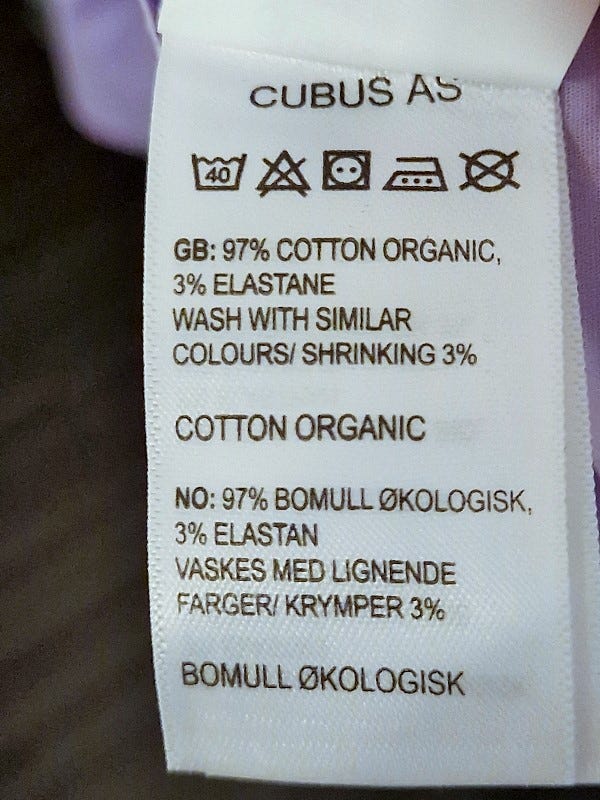 CUBUS AS
40
GB: 97% COTTON ORGANIC,
3% ELASTANE
WASH WITH SIMILAR
COLOURS/ SHRINKING 3%
COTTON ORGANIC
NO: 97% BOMULL ØKOLOGISK,
3% ELASTAN
VASKES MED LIGNENDE
FARGER/ KRYMPER 3%
BOMULL ØKOLOGISK